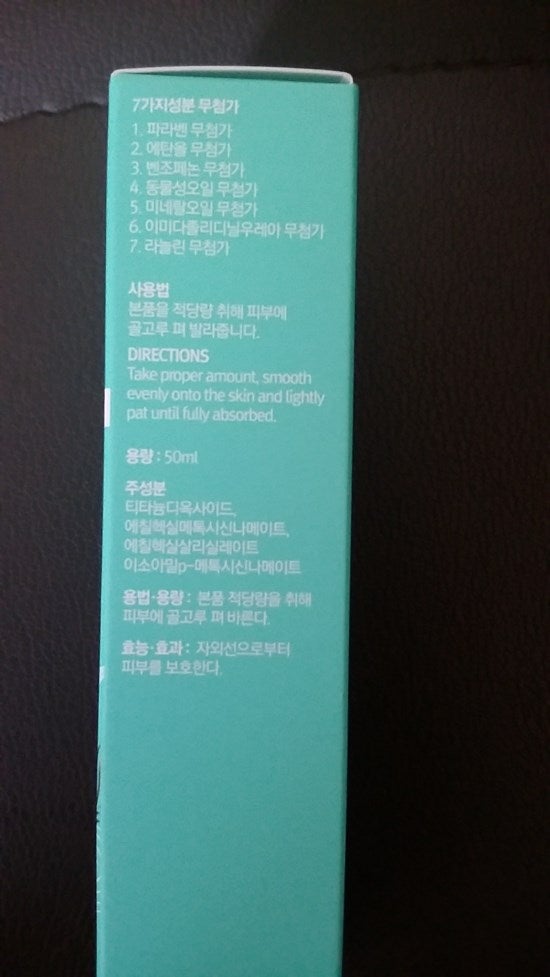 7가지성분 무첨가
1. 파라벤 무첨가
2. 에탄올 무첨가
3. 벤조페논 무첨가
4. 동물성오일 무첨가
5. 미네랄오일 무첨가
6. 이미다졸리디닐우레아 무첨가
7. 라놀린 무첨가
사용법
본품을 적당량 취해 피부에
골고루 펴 발라줍니다.
DIRECTIONS
Take proper amount, smooth
evenly onto the skin and lightly
pat until fully absorbed.
용량 : 50ml
주성분
티타늄디옥사이드,
에칠헥실메톡시신나메이트,
에칠헥실살리실레이트
이소아밀p-메톡시신나메이트
용법·용량 : 본품 적당량을 취해
피부에 골고루 펴 바른다.
효능·효과 : 자외선으로부터
피부를 보호한다.